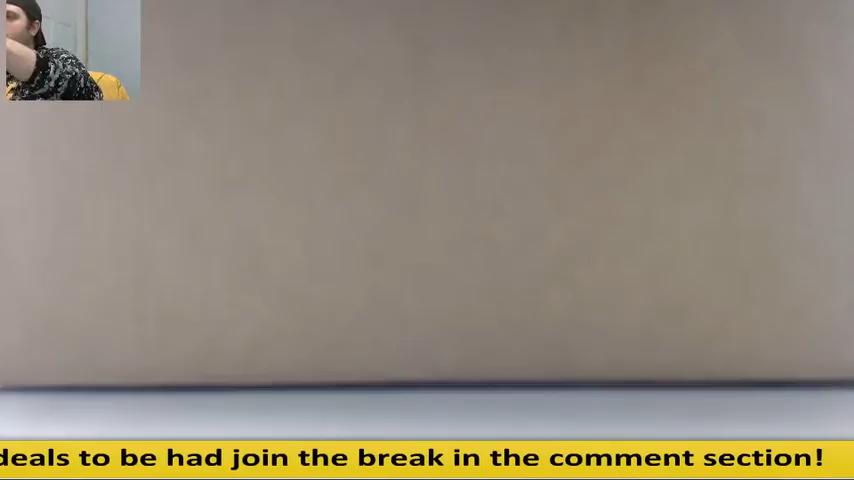 deals to be had join the break in the comment section!